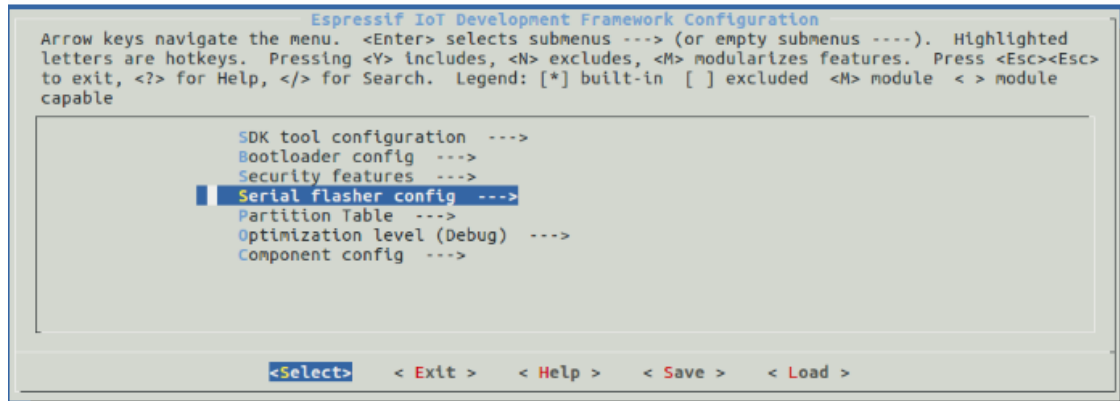 Espressif IoT Development Framework Configuration
Arrow keys navigate the menu.  <Enter> selects submenus ---> (or empty submenus ----).  Highlighted
letters are hotkeys.  Pressing <Y> includes, <N> excludes, <M> modularizes features.  Press <Esc><Esc>
to exit, <?> for Help, </> for Search.  Legend: [*] built-in  [ ] excluded  <M> module  < > module
capable
SDK tool configuration  --->
Bootloader config  --->
Security features  --->
Serial flasher config  --->
Partition Table  --->
Optimization level (Debug)  --->
Component config  --->
<Select>    < Exit >    < Help >    < Save >    < Load >